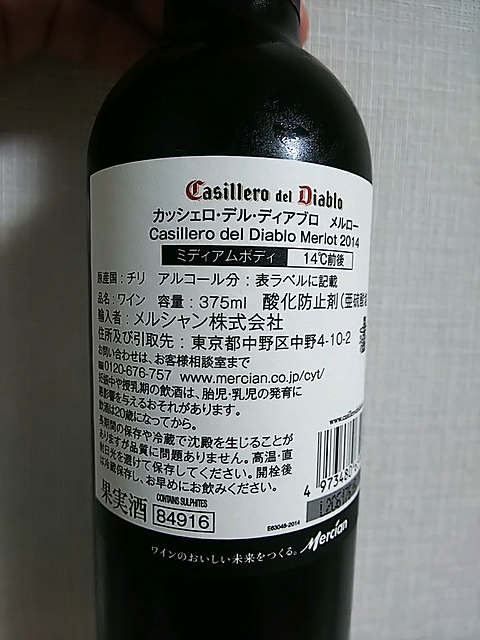 Casillero del Diablo
カッシェロ・デル・ディアブロ メルロー
Casillero del Diablo Merlot 2014
ミディアムボディ 14℃前後
原産国：チリ アルコール分：表ラベルに記載
品名：ワイン 容量：375ml 酸化防止剤(亜硫酸
輸入者：メルシャン株式会社
住所及び引取先：東京都中野区中野4-10-2
お問い合わせは、お客様相談室まで
0120-676-757 www.mercian.co.jp/cyt/
妊娠中や授乳期の飲酒は、胎児・乳児の発育に
悪影響を与えるおそれがあります。
飲酒は20歳になってから。
長期間の保存や冷蔵で沈殿を生じることが
ありますが品質に問題ありません。高温・直
射日光を避けて保存してください。開栓後
は冷蔵保存し、お早めにお飲みください。
果実酒
CONTAINS SULPHITES
84916
E63048-2014
4 97348
ワインのおいしい未来をつくる。 Mercian